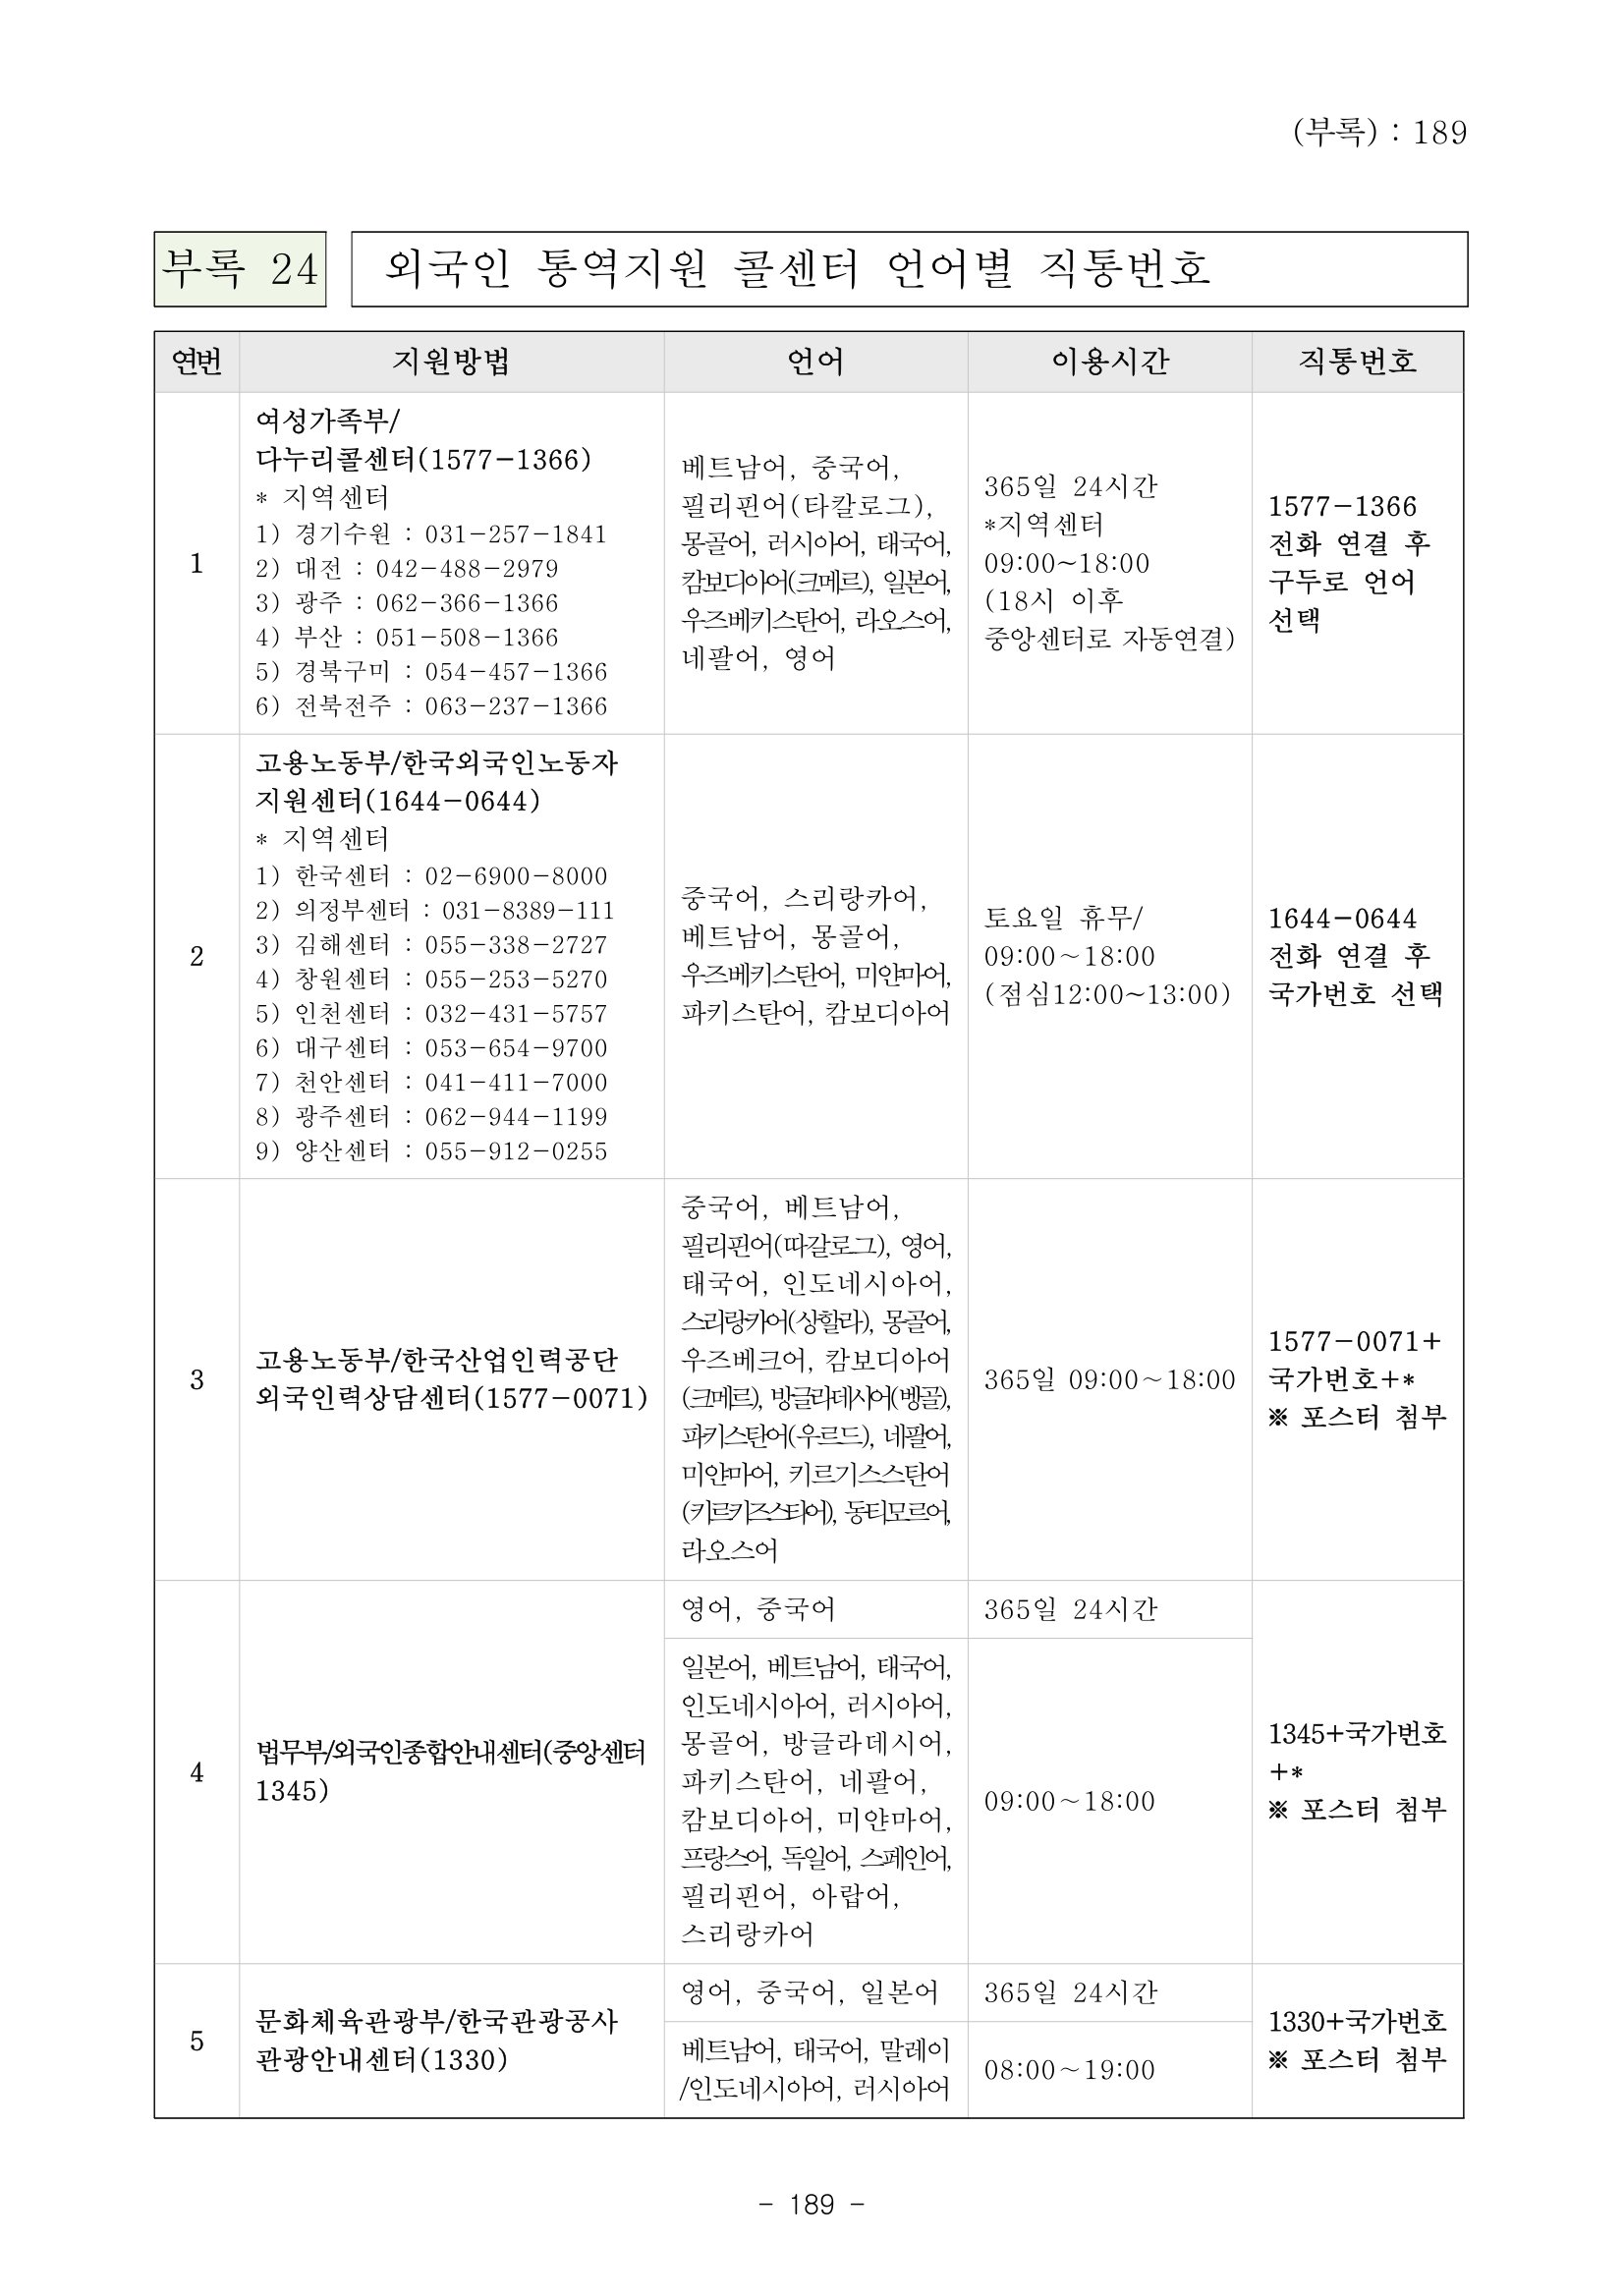 (부록) : 189
부록 24
외국인 통역지원 콜센터 언어별 직통번호
연번 지원방법 언어 이용시간 직통번호
1
여성가족부/
다누리콜센터(1577-1366)
* 지역센터
1) 경기수원 : 031-257-1841
2) 대전 : 042-488-2979
3) 광주 : 062-366-1366
4) 부산 : 051-508-1366
5) 경북구미 : 054-457-1366
6) 전북전주 : 063-237-1366
베트남어, 중국어,
필리핀어(타칼로그),
몽골어, 러시아어, 태국어,
캄보디아어(크메르), 일본어,
우즈베키스탄어, 라오스어,
네팔어, 영어
365일 24시간
*지역센터
09:00~18:00
(18시 이후
중앙센터로 자동연결)
1577-1366
전화 연결 후
구두로 언어
선택
2
고용노동부/한국외국인노동자
지원센터(1644-0644)
* 지역센터
1) 한국센터 : 02-6900-8000
2) 의정부센터 : 031-8389-111
3) 김해센터 : 055-338-2727
4) 창원센터 : 055-253-5270
5) 인천센터 : 032-431-5757
6) 대구센터 : 053-654-9700
7) 천안센터 : 041-411-7000
8) 광주센터 : 062-944-1199
9) 양산센터 : 055-912-0255
중국어, 스리랑카어,
베트남어, 몽골어,
우즈베키스탄어, 미얀마어,
파키스탄어, 캄보디아어
토요일 휴무/
09:00~18:00
(점심12:00~13:00)
1644-0644
전화 연결 후
국가번호 선택
3
고용노동부/한국산업인력공단
외국인력상담센터(1577-0071)
중국어, 베트남어,
필리핀어(따갈로그), 영어,
태국어, 인도네시아어,
스리랑카어(상할라), 몽골어,
우즈베크어, 캄보디아어
(크메르), 방글라데시어(벵골),
파키스탄어(우르드), 네팔어,
미얀마어, 키르기스스탄어
(키르키즈스티어), 동티모르어,
라오스어
365일 09:00~18:00
1577-0071+
국가번호+*
※ 포스터 첨부
4
법무부/외국인종합안내센터(중앙센터
1345)
영어, 중국어
365일 24시간
일본어, 베트남어, 태국어,
인도네시아어, 러시아어,
몽골어, 방글라데시어,
파키스탄어, 네팔어,
캄보디아어, 미얀마어,
프랑스어, 독일어, 스페인어,
필리핀어, 아랍어,
스리랑카어
09:00~18:00
1345+국가번호
+*
※ 포스터 첨부
5
문화체육관광부/한국관광공사
관광안내센터(1330)
영어, 중국어, 일본어
365일 24시간
베트남어, 태국어, 말레이
/인도네시아어, 러시아어
08:00~19:00
1330+국가번호
※ 포스터 첨부
- 189 -